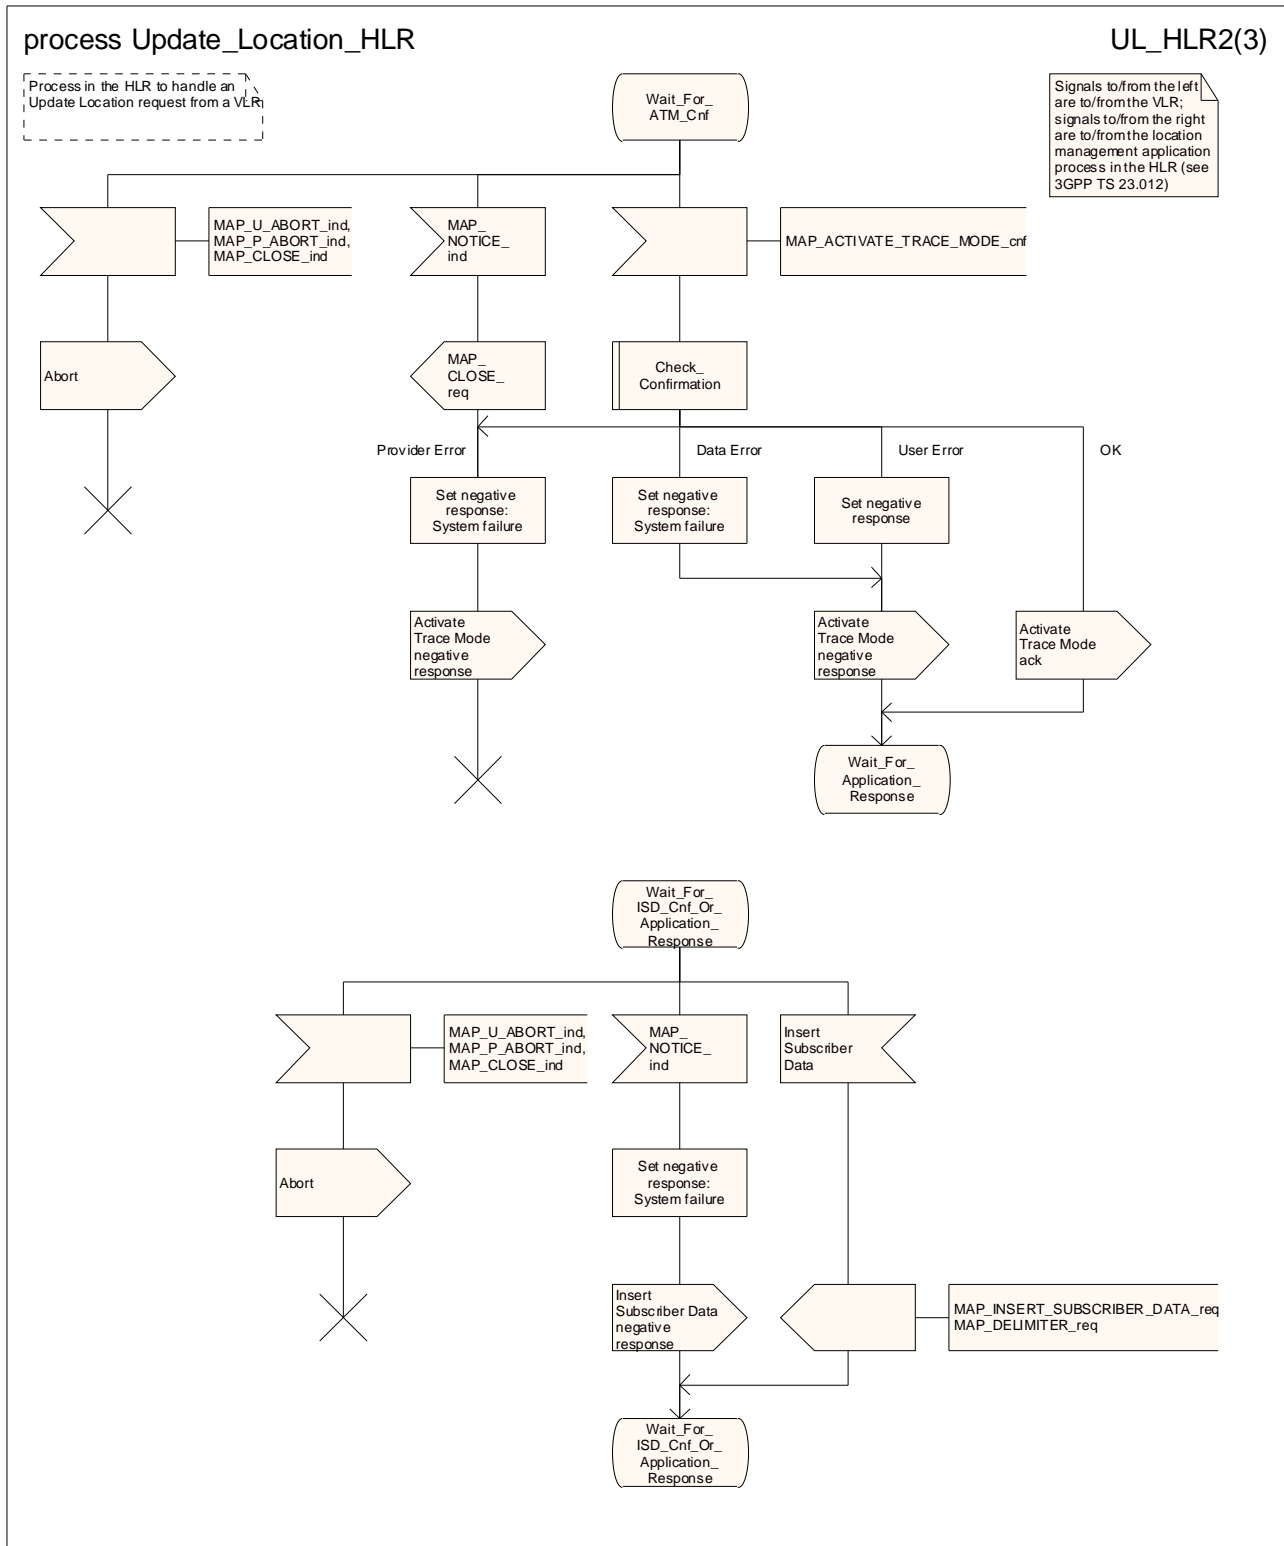 process Update_Location_HLR
UL_HLR2(3)
Process in the HLR to handle an
Update Location request from a VLR
Signals to/from the left
are to/from the VLR;
signals to/from the right
are to/from the location
management application
process in the HLR (see
3GPP TS 23.012)
Wait_For_
ATM_Cnf
MAP_U_ABORT_ind,
MAP_P_ABORT_ind,
MAP_CLOSE_ind
MAP_
NOTICE_
ind
MAP_ACTIVATE_TRACE_MODE_cnf
Abort
MAP_
CLOSE_
req
Check_
Confirmation
Provider Error
Data Error
User Error
OK
Set negative
response:
System failure
Set negative
response:
System failure
Set negative
response
Activate
Trace Mode
negative
response
Activate
Trace Mode
negative
response
Activate
Trace Mode
ack
Wait_For_
Application_
Response
Wait_For_
ISD_Cnf_Or_
Application_
Response
MAP_U_ABORT_ind,
MAP_P_ABORT_ind,
MAP_CLOSE_ind
MAP_
NOTICE_
ind
Insert
Subscriber
Data
Abort
Set negative
response:
System failure
Insert
Subscriber Data
negative
response
MAP_INSERT_SUBSCRIBER_DATA_req
MAP_DELIMITER_req
Wait_For_
ISD_Cnf_Or_
Application_
Response